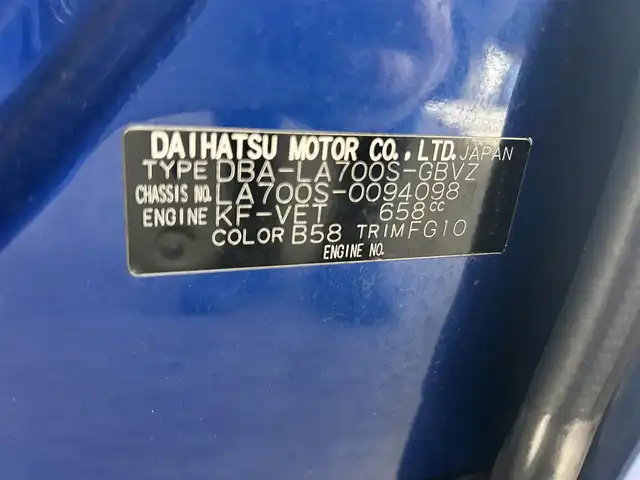 DAIHATSU MOTOR CO., LTD. JAPAN
TYPE DBA-LA700S-GBVZ
CHASSIS NO. LA700S-0094098
ENGINE KF-VET 658cc
COLOR B58 TRIM FG10
ENGINE NO.